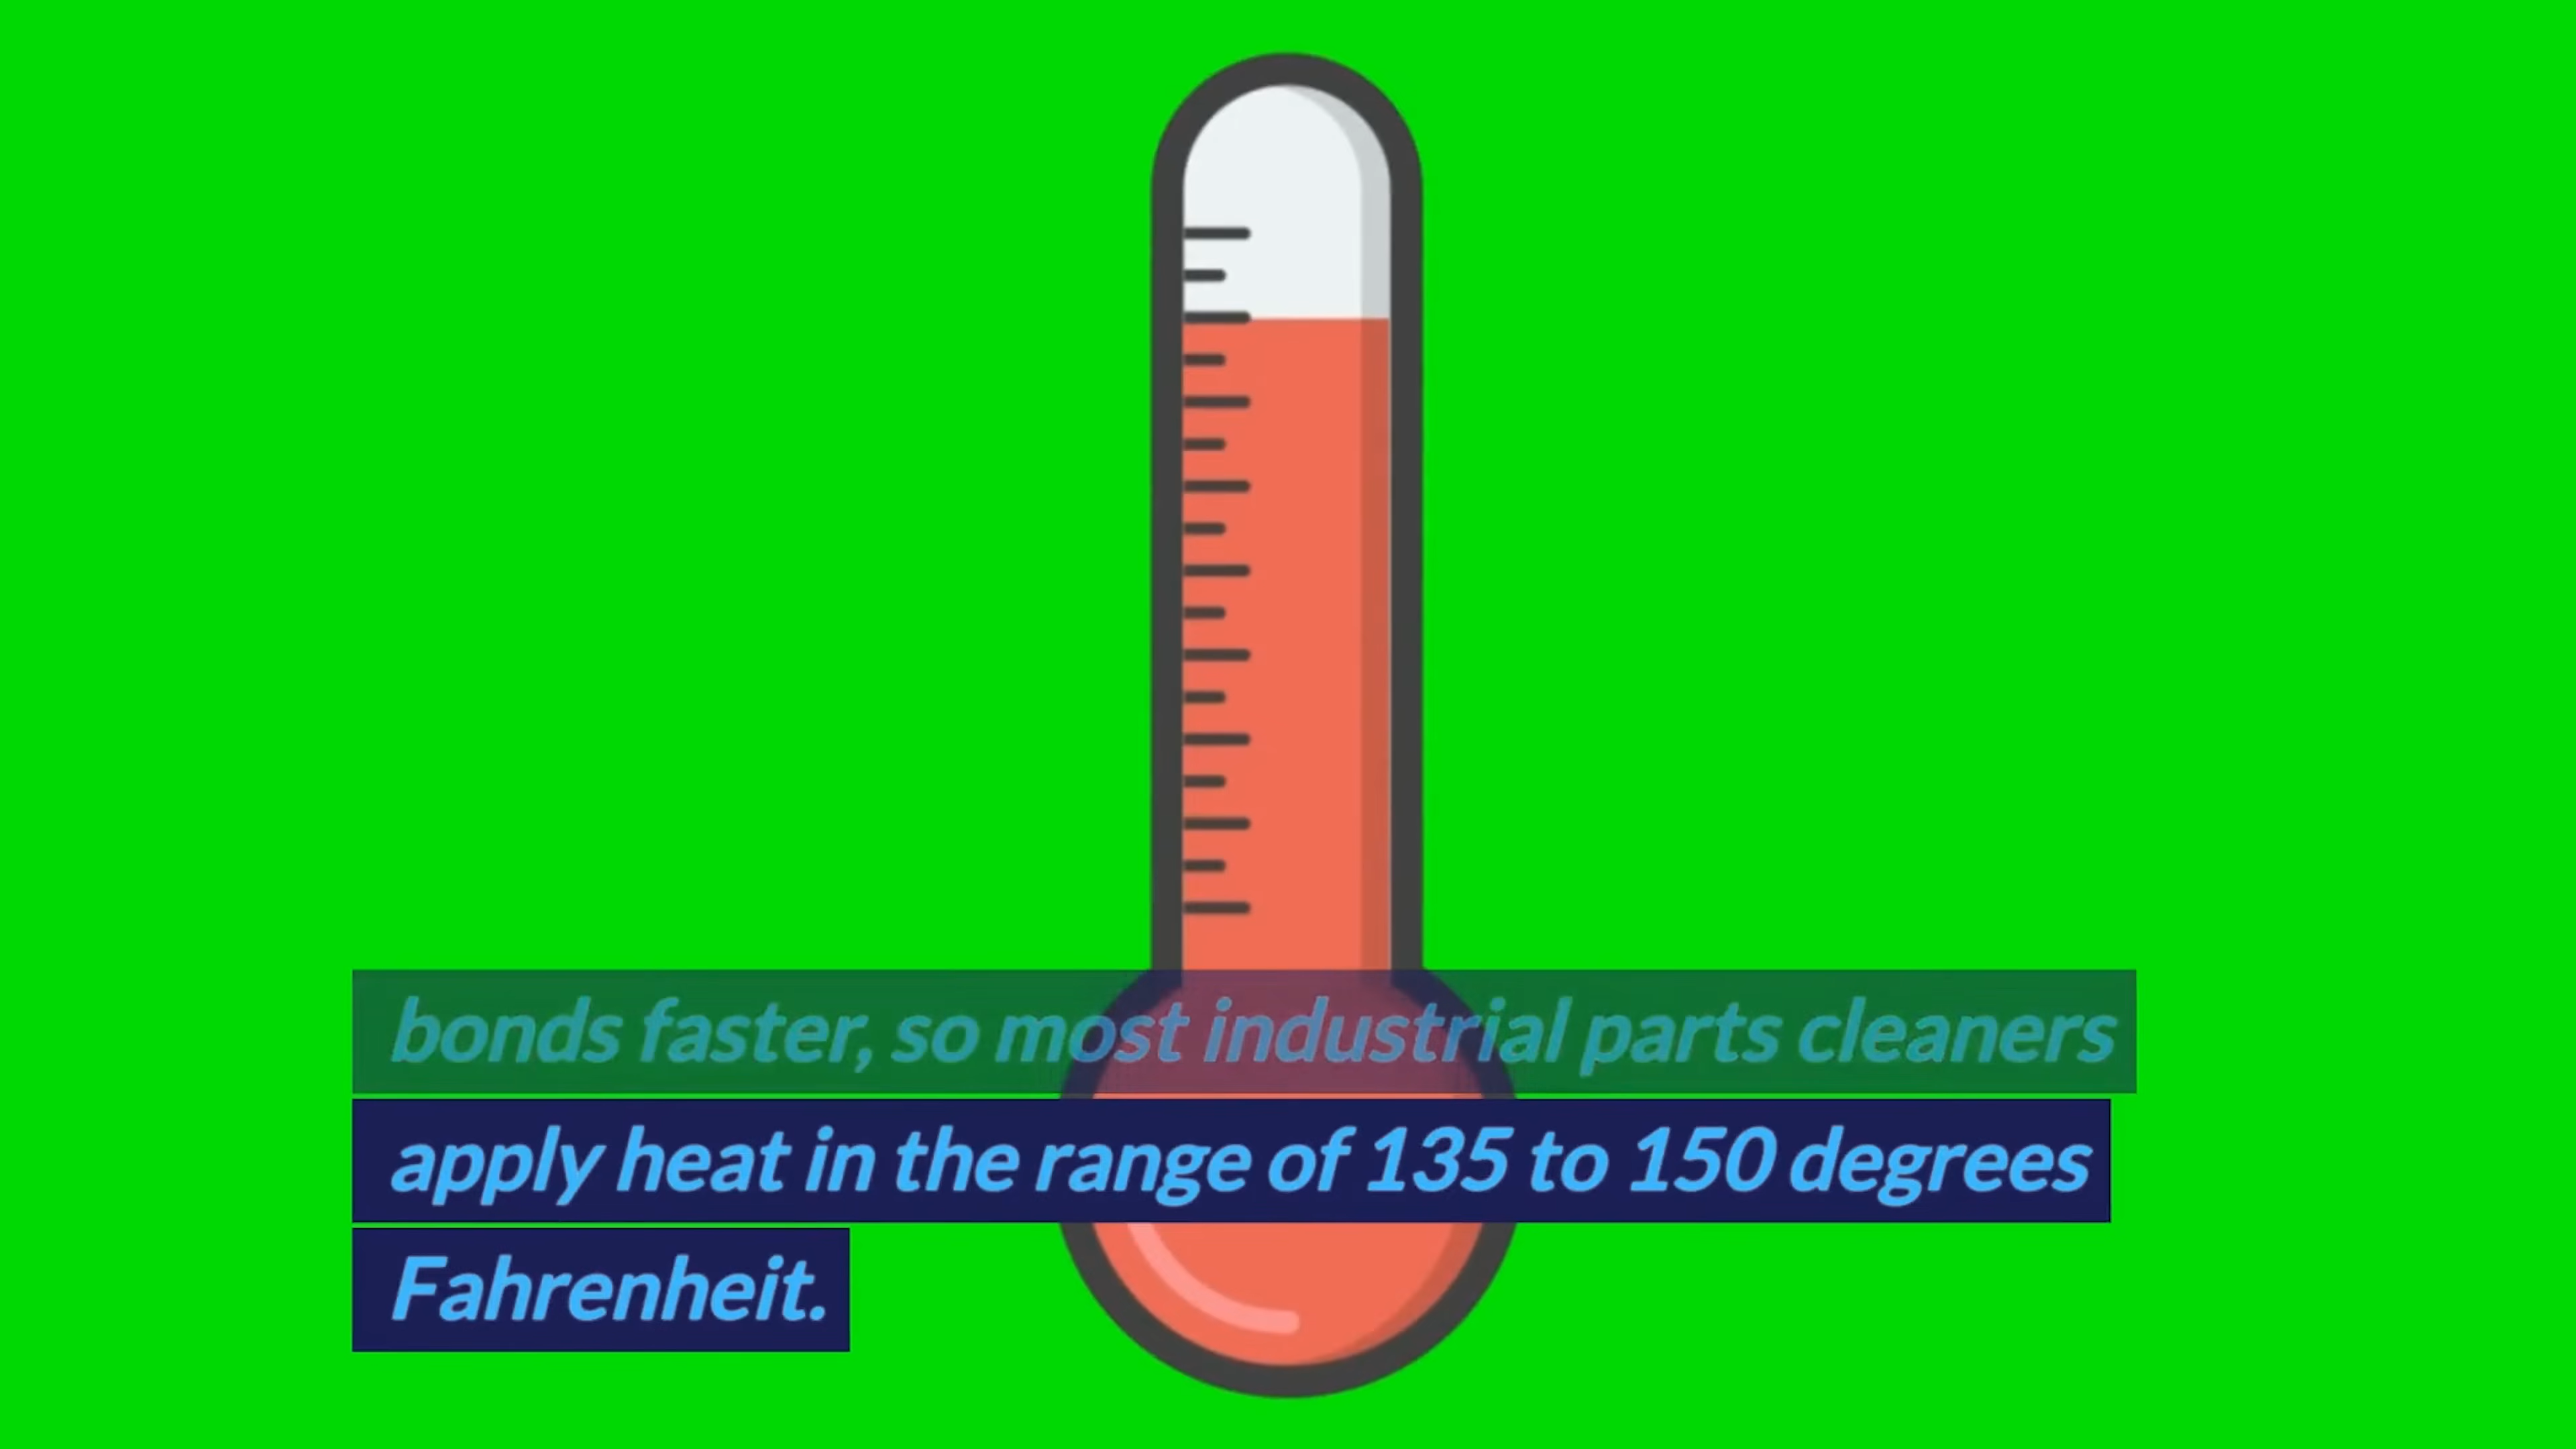 bonds faster, so most industrial parts cleaners
apply heat in the range of 135 to 150 degrees
Fahrenheit.